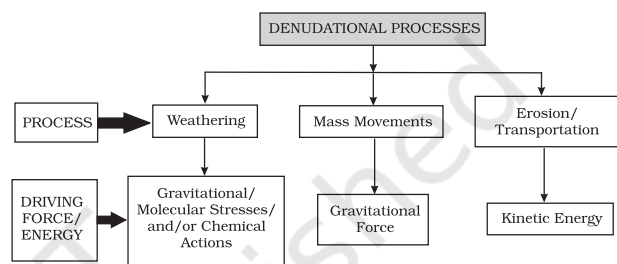 DENUDATIONAL PROCESSES
PROCESS
Weathering
Mass Movements
Erosion/
Transportation
DRIVING
FORCE/
ENERGY
Gravitational/
Molecular Stresses/
and/or Chemical
Actions
Gravitational
Force
Kinetic Energy